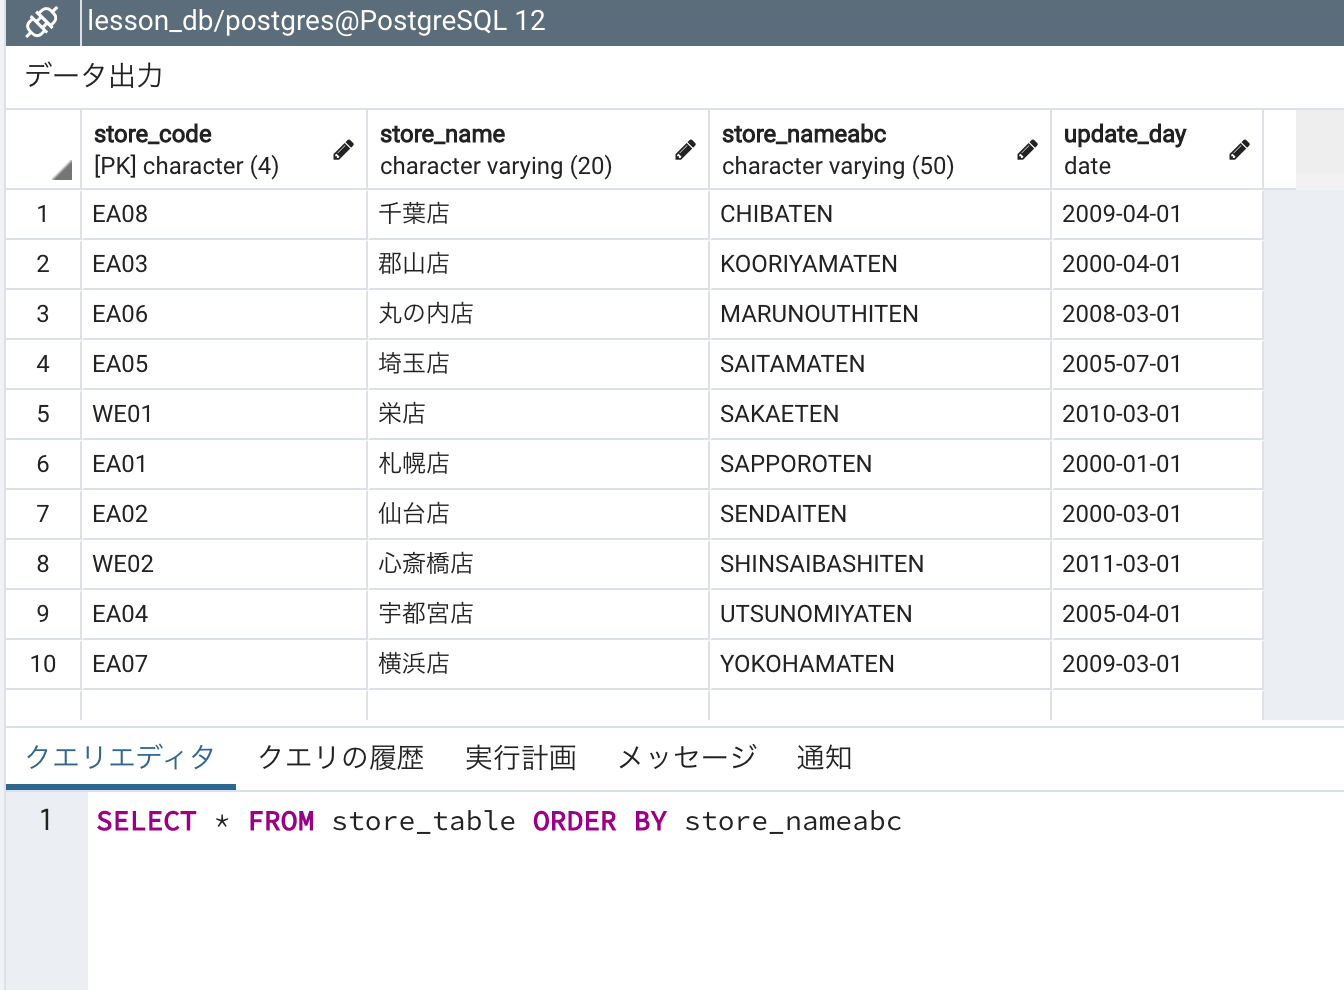 lesson_db/postgres@PostgreSQL 12
データ出力
store_code store_name store_nameabc update_day
[PK] character (4) character varying (20) character varying (50) date
1 EA08 千葉店 CHIBATEN 2009-04-01
2 EA03 郡山店 KOORIYAMATEN 2000-04-01
3 EA06 丸の内店 MARUNOUTHITEN 2008-03-01
4 EA05 埼玉店 SAITAMATEN 2005-07-01
5 WE01 栄店 SAKAETEN 2010-03-01
6 EA01 札幌店 SAPPOROTEN 2000-01-01
7 EA02 仙台店 SENDAITEN 2000-03-01
8 WE02 心斎橋店 SHINSAIBASHITEN 2011-03-01
9 EA04 宇都宮店 UTSUNOMIYATEN 2005-04-01
10 EA07 横浜店 YOKOHAMATEN 2009-03-01
クエリエディタ クエリの履歴 実行計画 メッセージ 通知
1 SELECT * FROM store_table ORDER BY store_nameabc